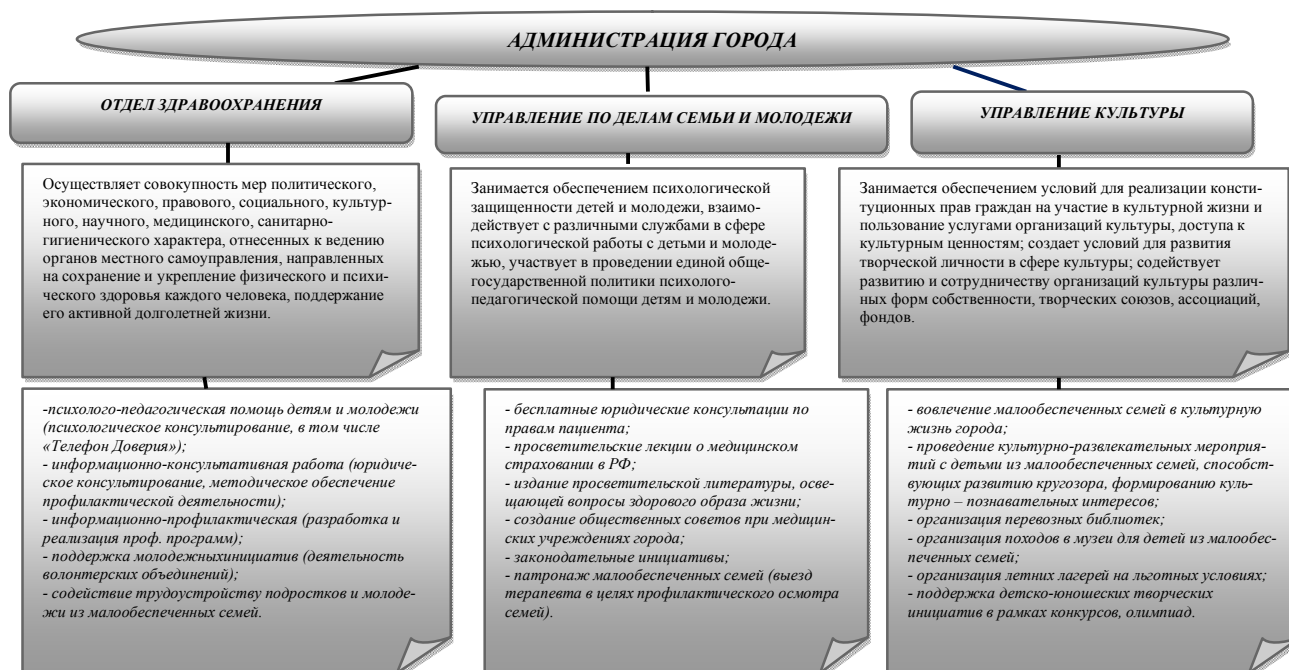 АДМИНИСТРАЦИЯ ГОРОДА
ОТДЕЛ ЗДРАВООХРАНЕНИЯ
Осуществляет совокупность мер политического,
экономического, правового, социального, культур-
ного, научного, медицинского, санитарно-
гигиенического характера, отнесенных к ведению
органов местного самоуправления, направленных
на сохранение и укрепление физического и психи-
ческого здоровья каждого человека, поддержание
его активной долголетней жизни.
-психолого-педагогическая помощь детям и молодежи
(психологическое консультирование, в том числе
«Телефон Доверия»);
- информационно-консультативная работа (юридиче-
ское консультирование, методическое обеспечение
профилактической деятельности);
- информационно-профилактическая (разработка и
реализация проф. программ);
- поддержка молодежныхинициатив (деятельность
волонтерских объединений);
- содействие трудоустройству подростков и молоде-
жи из малообеспеченных семей.
УПРАВЛЕНИЕ ПО ДЕЛАМ СЕМЬИ И МОЛОДЕЖИ
Занимается обеспечением психологической
защищенности детей и молодежи, взаимо-
действует с различными службами в сфере
психологической работы с детьми и молоде-
жью, участвует в проведении единой обще-
государственной политики психолого-
педагогической помощи детям и молодежи.
- бесплатные юридические консультации по
правам пациента;
- просветительские лекции о медицинском
страховании в РФ;
- издание просветительской литературы, осве-
щающей вопросы здорового образа жизни;
- создание общественных советов при медицин-
ских учреждениях города;
- законодательные инициативы;
- патронаж малообеспеченных семей (выезд
терапевта в целях профилактического осмотра
семей).
УПРАВЛЕНИЕ КУЛЬТУРЫ
Занимается обеспечением условий для реализации консти-
туционных прав граждан на участие в культурной жизни и
пользование услугами организаций культуры, доступа к
культурным ценностям; создает условий для развития
творческой личности в сфере культуры; содействует
развитию и сотрудничеству организаций культуры различ-
ных форм собственности, творческих союзов, ассоциаций,
фондов.
- вовлечение малообеспеченных семей в культурную
жизнь города;
- проведение культурно-развлекательных мероприя-
тий с детьми из малообеспеченных семей, способст-
вующих развитию кругозора, формированию куль-
турно – познавательных интересов;
- организация перевозных библиотек;
- организация походов в музеи для детей из малообес-
печенных семей;
- организация летних лагерей на льготных условиях;
- поддержка детско-юношеских творческих
инициатив в рамках конкурсов, олимпиад.